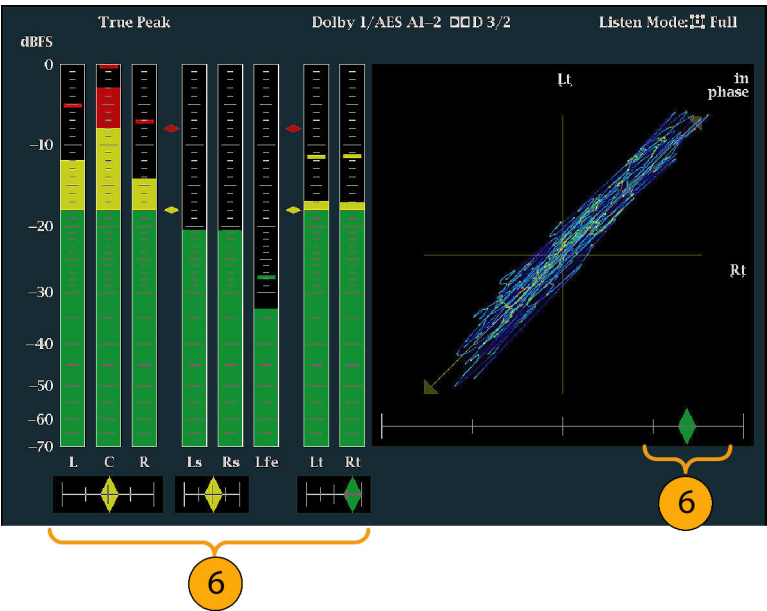 True Peak
Dolby 1/AES A1-2 D 3/2
Listen Mode: Full
dBFS
0
-10
-20
-30
-40
-50
-60
-70
L C R Ls Rs Lfe Lt Rt
Lt
in
phase
Rt
6
6